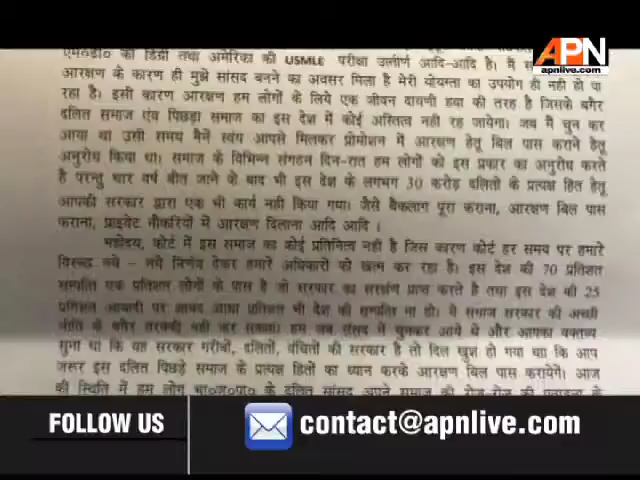 APN
apnlive.com
एम०डी० की डिग्री तथा अमेरिका की USMLE परीक्षा उत्तीर्ण आदि-आदि है।
आरक्षण के कारण ही मुझे सांसद बनने का अवसर मिला है मेरी योग्यता का उपयोग ही नही हो पा
रहा है। इसी कारण आरक्षण हम लोगों के लिये एक जीवन दायनी हवा की तरह है जिसके बगैर
दलित समाज एंव पिछड़ा समाज का इस देश में कोई अस्तित्व नही रह जायेगा। जब मैं चुन कर
आया था उसी समय मैने स्वंय आपसे मिलकर प्रोमोशन में आरक्षण हेतु बिल पास कराने हेतू
अनुरोध किया था। समाज के विभिन्न संगठन दिन-रात हम लोगों को इस प्रकार का अनुरोध करते
है परन्तु चार वर्ष बीत जाने के बाद भी इस देश के लगभग 30 करोड़ दलितों के प्रत्यक्ष हित हेतू
आपकी सरकार द्वारा एक भी कार्य नही किया गया। जैसे बैकलाग पूरा कराना, आरक्षण बिल पास
कराना, प्राइवेट नौकरियों में आरक्षण दिलाना आदि आदि ।
महोदय, कोर्ट में इस समाज का कोई प्रतिनित्व नही है जिस कारण कोर्ट हर समय पर हमारे
विरूद्ध नये - नये निर्णय देकर हमारे अधिकारों को खत्म कर रहा है। इस देश की 70 प्रतिशत
सम्पत्ति एक प्रतिशत लोगों के पास है जो सरकार का सरंक्षण प्राप्त करते है तथा इस देश की 25
प्रतिशत आबादी पर शायद आधा प्रतिशत भी देश की सम्पत्ति ना हो। ये समाज सरकार की अच्छी
नीति के बगैर तरक्की नही कर सकता। हम जब संसद में चुनकर आये थे और आपका वक्तव्य
सुना था कि यह सरकार गरीबों, दलितों, वंचितों की सरकार है तो दिल खुश हो गया था कि आप
जरूर इस दलित पिछड़े समाज के प्रत्यक्ष हितों का ध्यान करके आरक्षण बिल पास करायेगें। आज
की स्थिति में हम लोग भा०ज०पा० के दलित सांसद अपने समाज की रोज-रोज की
FOLLOW US
contact@apnlive.com